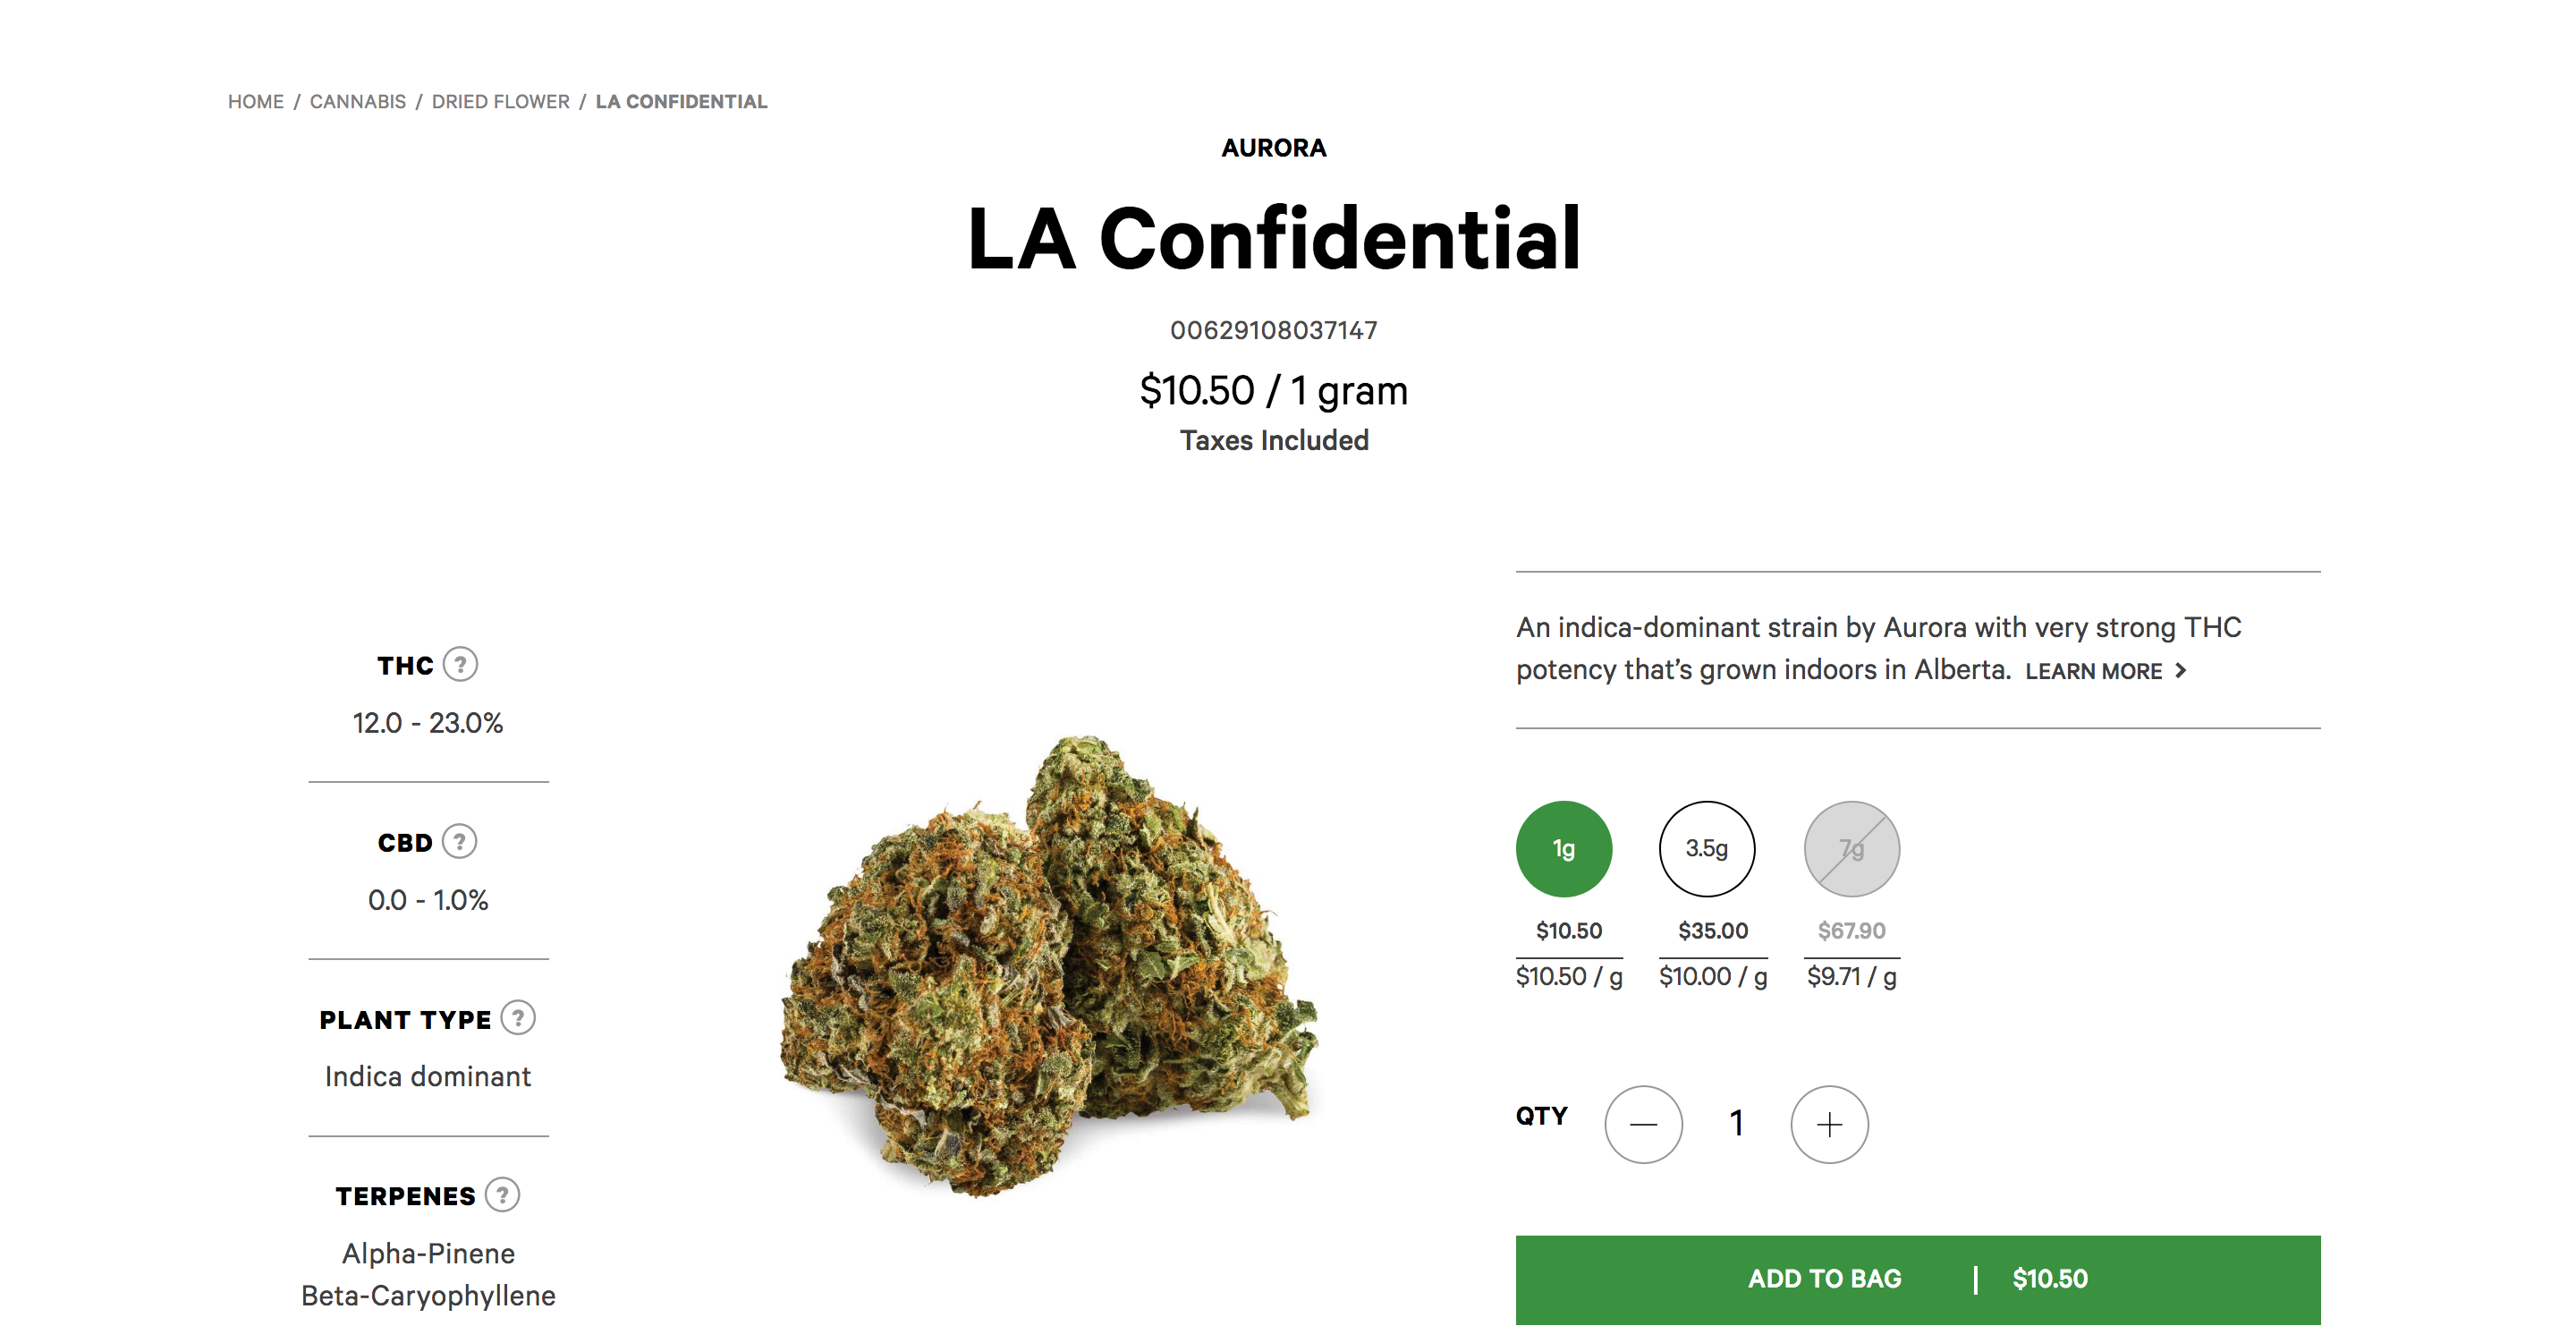 HOME / CANNABIS / DRIED FLOWER / LA CONFIDENTIAL
AURORA
LA Confidential
00629108037147
$10.50 / 1 gram
Taxes Included
THC ?
12.0 - 23.0%
CBD ?
0.0 - 1.0%
PLANT TYPE ?
Indica dominant
TERPENES ?
Alpha-Pinene
Beta-Caryophyllene
An indica-dominant strain by Aurora with very strong THC
potency that’s grown indoors in Alberta. LEARN MORE >
1g 3.5g 7g
$10.50 $35.00 $67.90
$10.50 / g $10.00 / g $9.71 / g
QTY — 1 +
ADD TO BAG | $10.50